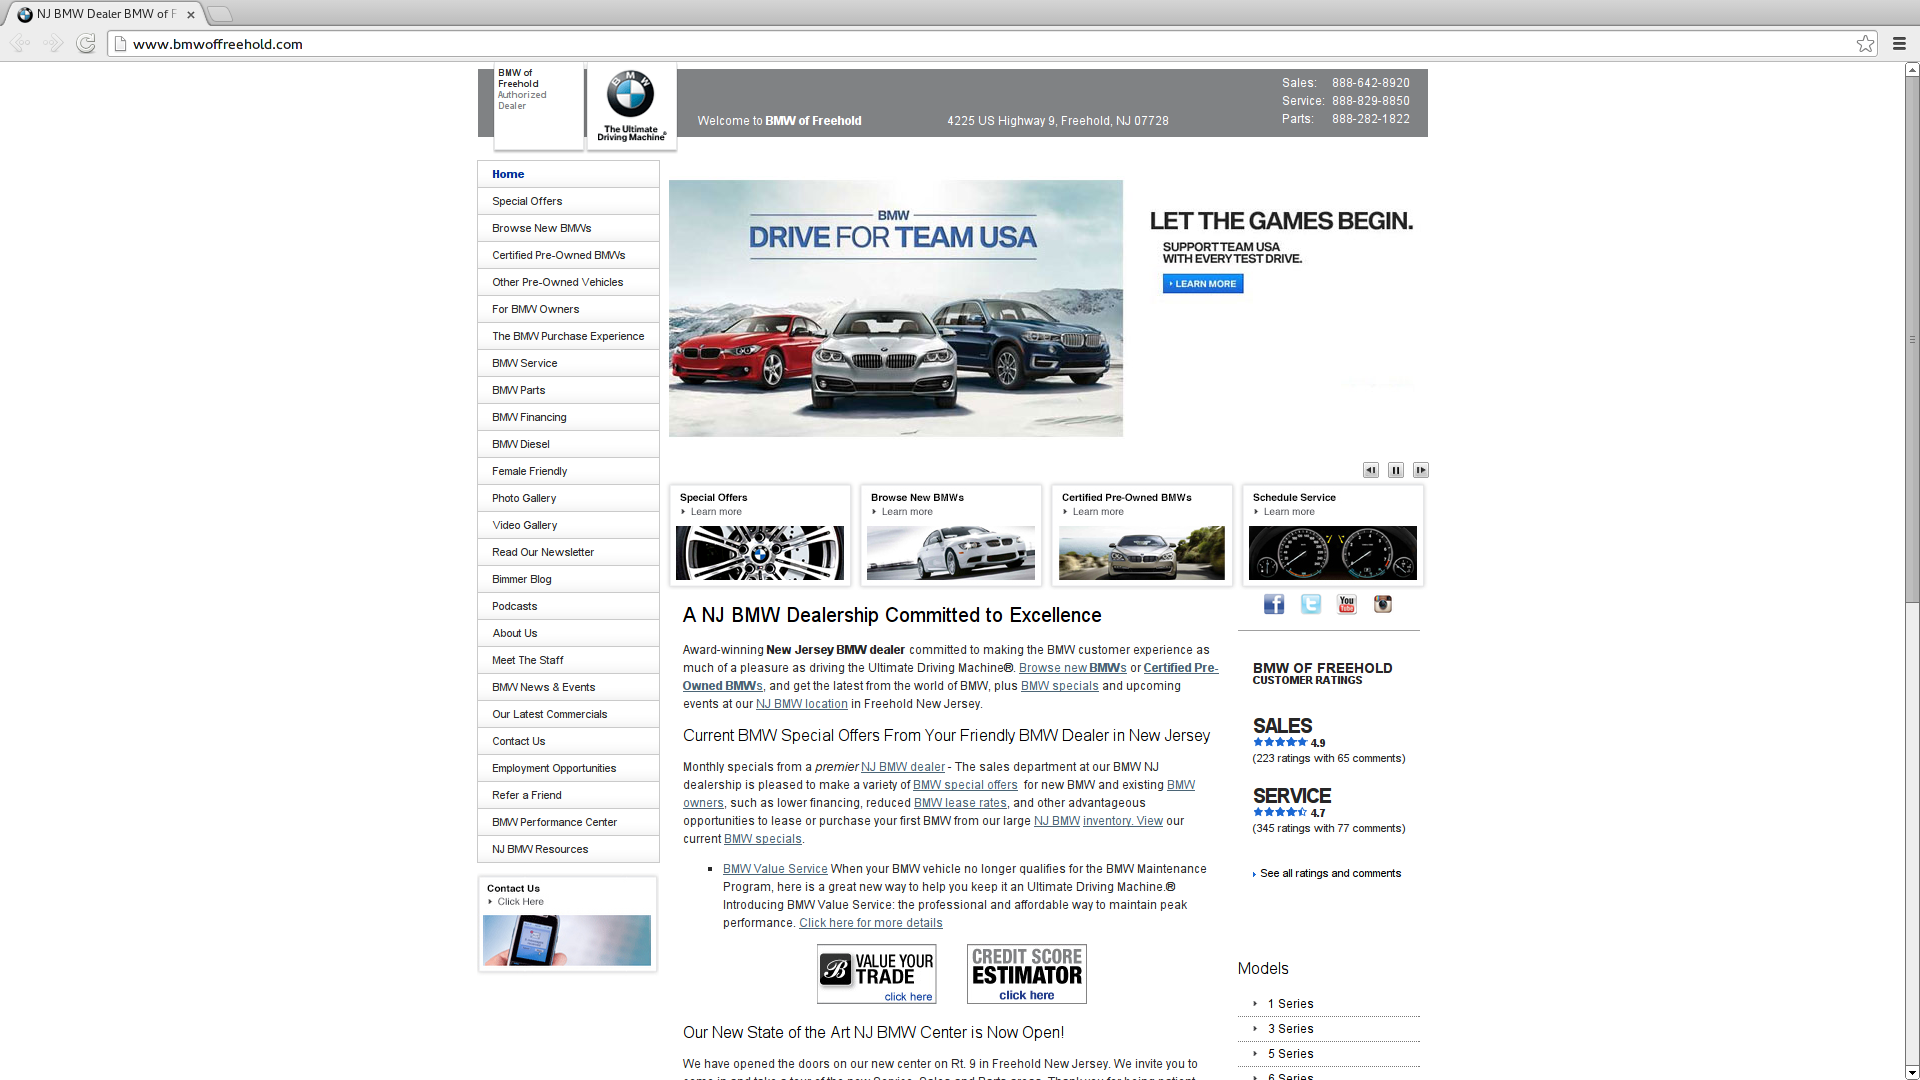 NJ BMW Dealer BMW of F
www.bmwoffreehold.com
BMW of
Freehold
Authorized
Dealer
BMW
The Ultimate
Driving Machine®
Welcome to BMW of Freehold
4225 US Highway 9, Freehold, NJ 07728
Sales: 888-642-8920
Service: 888-829-8850
Parts: 888-282-1822
Home
Special Offers
Browse New BMWs
Certified Pre-Owned BMWs
Other Pre-Owned Vehicles
For BMW Owners
The BMW Purchase Experience
BMW Service
BMW Parts
BMW Financing
BMW Diesel
Female Friendly
Photo Gallery
Video Gallery
Read Our Newsletter
Bimmer Blog
Podcasts
About Us
Meet The Staff
BMW News & Events
Our Latest Commercials
Contact Us
Employment Opportunities
Refer a Friend
BMW Performance Center
NJ BMW Resources
Contact Us
Click Here
BMW
DRIVE FOR TEAM USA
LET THE GAMES BEGIN.
SUPPORT TEAM USA
WITH EVERY TEST DRIVE.
LEARN MORE
Special Offers
Learn more
Browse New BMWs
Learn more
Certified Pre-Owned BMWs
Learn more
Schedule Service
Learn more
A NJ BMW Dealership Committed to Excellence
Award-winning New Jersey BMW dealer committed to making the BMW customer experience as
much of a pleasure as driving the Ultimate Driving Machine®. Browse new BMWs or Certified Pre-
Owned BMWs, and get the latest from the world of BMW, plus BMW specials and upcoming
events at our NJ BMW location in Freehold New Jersey.
Current BMW Special Offers From Your Friendly BMW Dealer in New Jersey
Monthly specials from a premier NJ BMW dealer - The sales department at our BMW NJ
dealership is pleased to make a variety of BMW special offers for new BMW and existing BMW
owners, such as lower financing, reduced BMW lease rates, and other advantageous
opportunities to lease or purchase your first BMW from our large NJ BMW inventory. View our
current BMW specials.
BMW Value Service When your BMW vehicle no longer qualifies for the BMW Maintenance
Program, here is a great new way to help you keep it an Ultimate Driving Machine.®
Introducing BMW Value Service: the professional and affordable way to maintain peak
performance. Click here for more details
B VALUE YOUR
TRADE
click here
CREDIT SCORE
ESTIMATOR
click here
Our New State of the Art NJ BMW Center is Now Open!
We have opened the doors on our new center on Rt. 9 in Freehold New Jersey. We invite you to
come in and take a tour of the new Service, Sales and Parts areas. Thank you for being patient
You
Tube
BMW OF FREEHOLD
CUSTOMER RATINGS
SALES
4.9
(223 ratings with 65 comments)
SERVICE
4.7
(345 ratings with 77 comments)
See all ratings and comments
Models
1 Series
3 Series
5 Series
6 Series